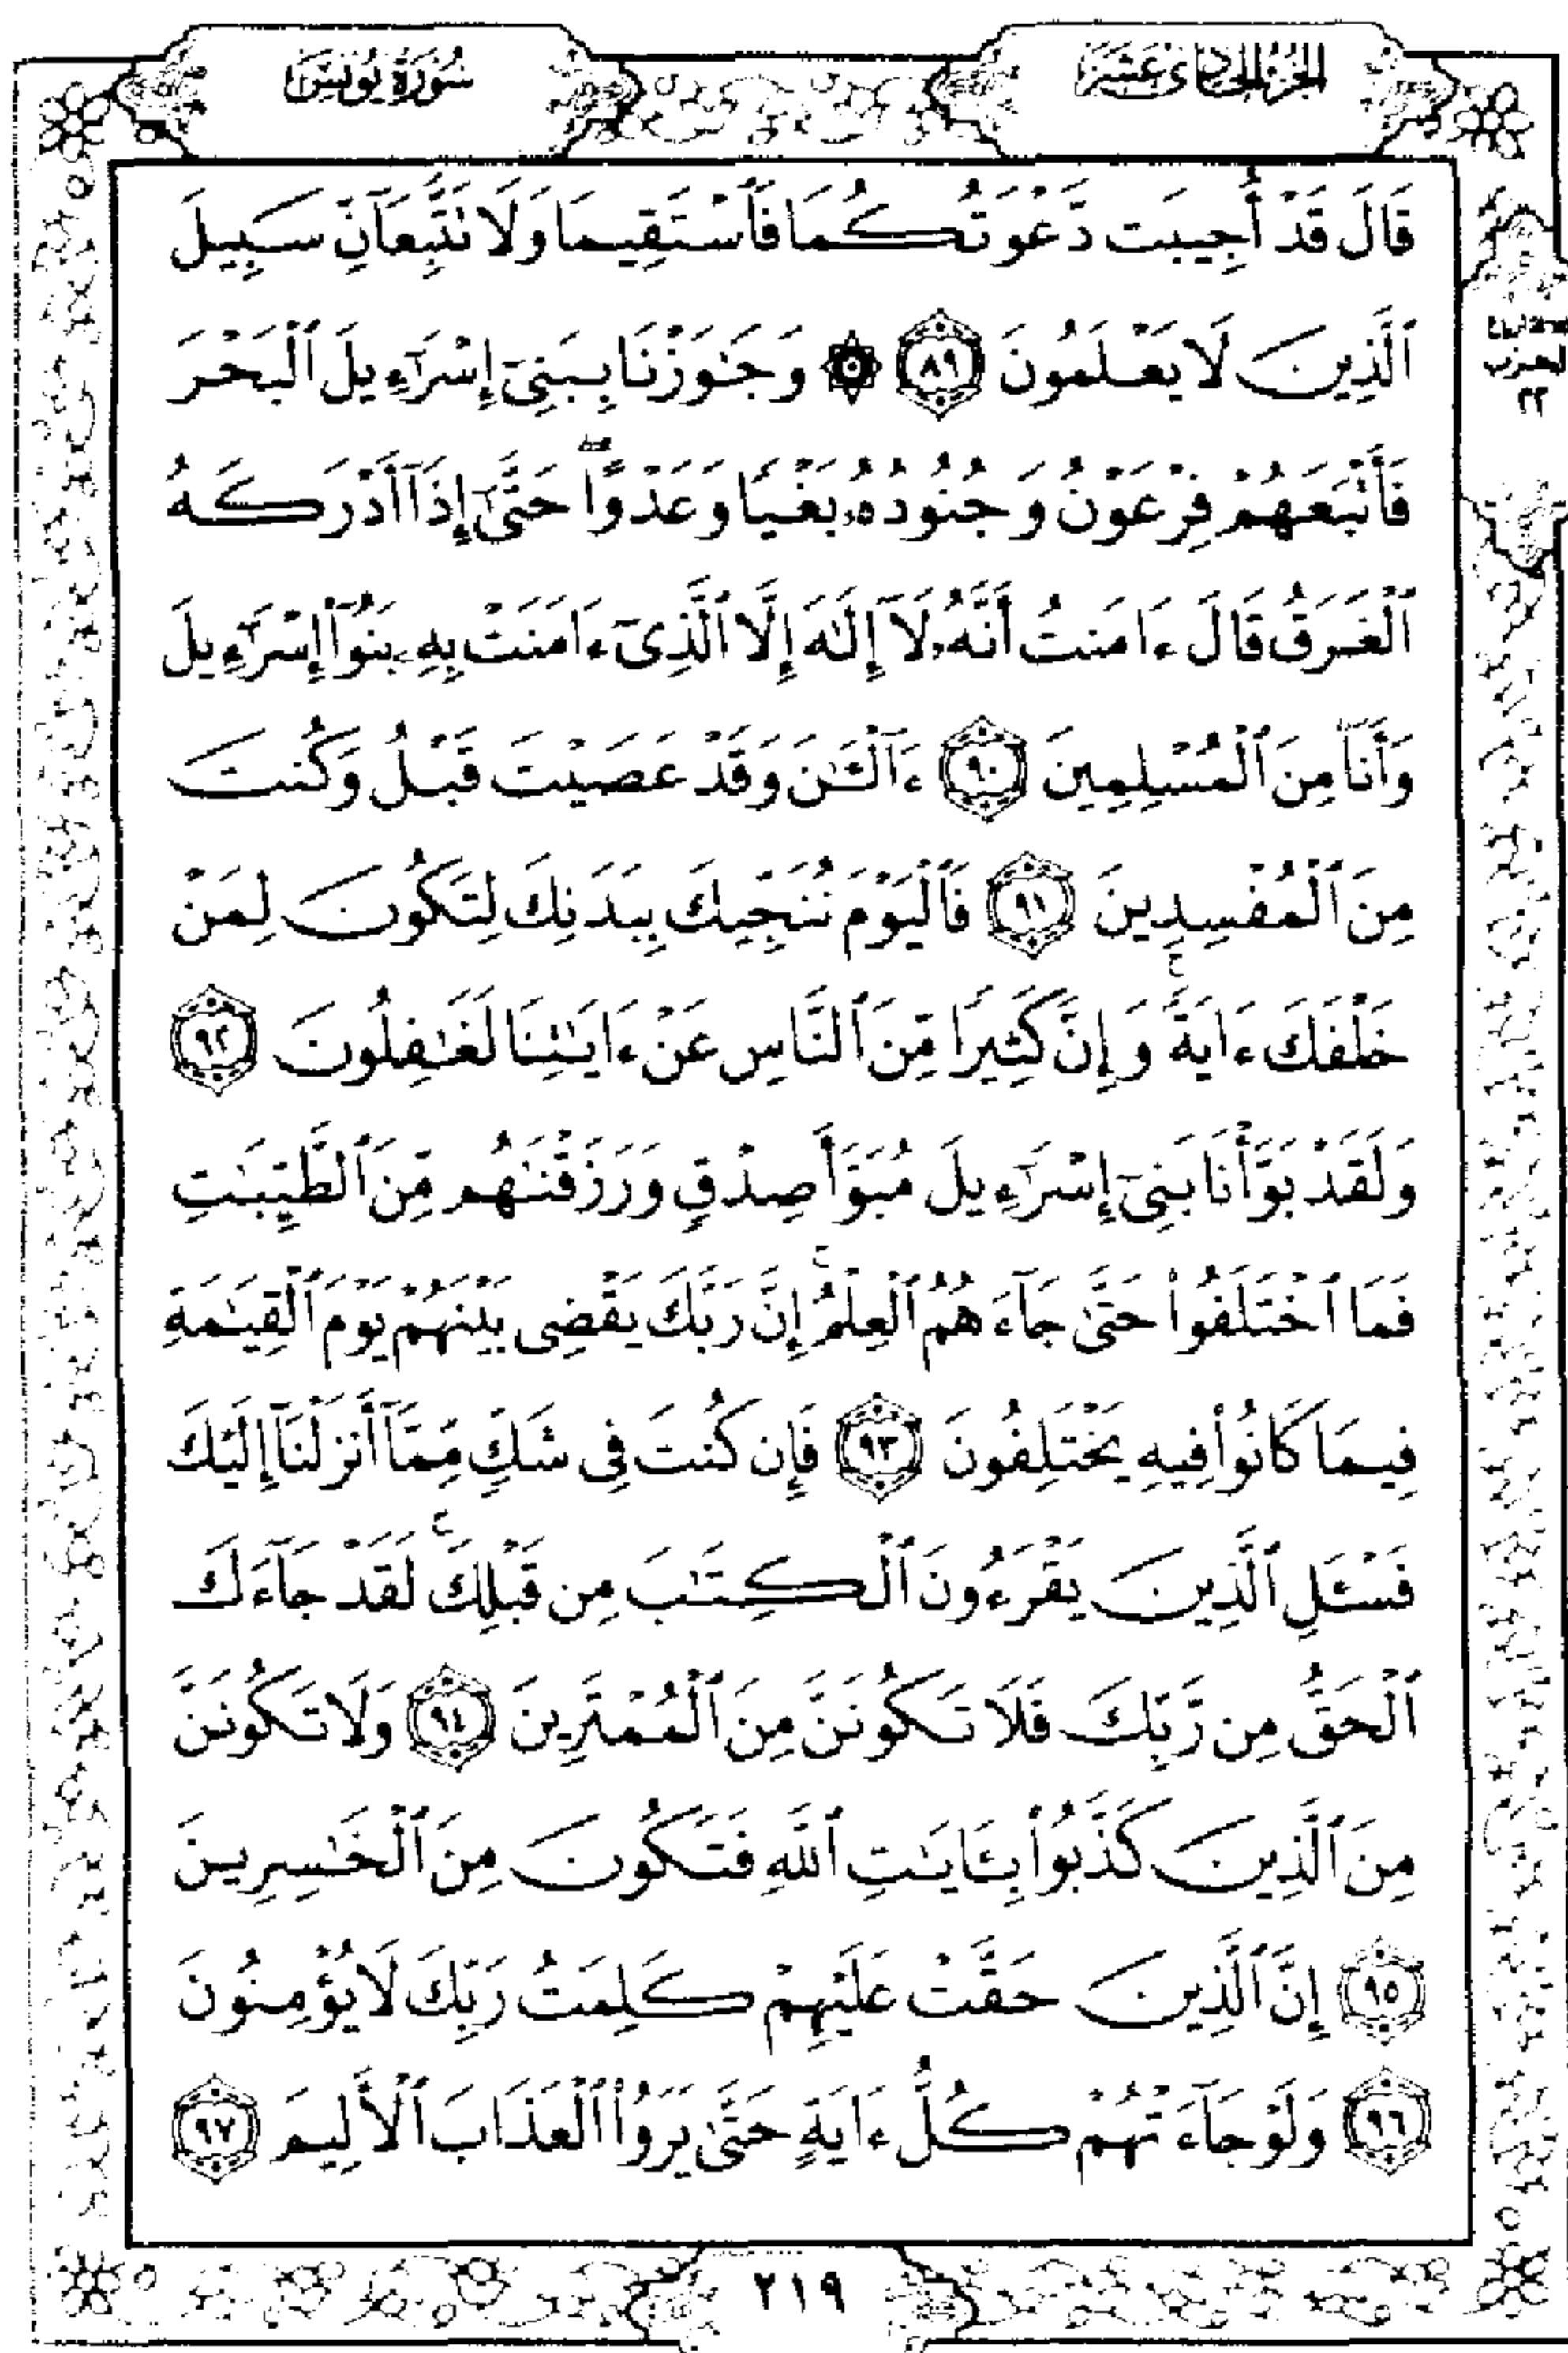 الجزء الحادي عشر
سُورَةُ يُونُسَ
قَالَ قَدْ أُجِيبَت دَّعْوَتُكُمَا فَٱسْتَقِيمَا وَلَا تَتَّبِعَآنِّ سَبِيلَ
ٱلَّذِينَ لَا يَعْلَمُونَ ٨٩ ۞ وَجَٰوَزْنَا بِبَنِىٓ إِسْرَٰٓءِيلَ ٱلْبَحْرَ
فَأَتْبَعَهُمْ فِرْعَوْنُ وَجُنُودُهُۥ بَغْيًا وَعَدْوًا ۖ حَتَّىٰٓ إِذَآ أَدْرَكَهُ
ٱلْغَرَقُ قَالَ ءَامَنتُ أَنَّهُۥ لَآ إِلَٰهَ إِلَّا ٱلَّذِىٓ ءَامَنَتْ بِهِۦ بَنُوٓا۟ إِسْرَٰٓءِيلَ
وَأَنَا۠ مِنَ ٱلْمُسْلِمِينَ ٩٠ ءَآلْـَٰٔنَ وَقَدْ عَصَيْتَ قَبْلُ وَكُنتَ
مِنَ ٱلْمُفْسِدِينَ ٩١ فَٱلْيَوْمَ نُنَجِّيكَ بِبَدَنِكَ لِتَكُونَ لِمَنْ
خَلْفَكَ ءَايَةً ۚ وَإِنَّ كَثِيرًا مِّنَ ٱلنَّاسِ عَنْ ءَايَٰتِنَا لَغَٰفِلُونَ ٩٢
وَلَقَدْ بَوَّأْنَا بَنِىٓ إِسْرَٰٓءِيلَ مُبَوَّأَ صِدْقٍ وَرَزَقْنَٰهُم مِّنَ ٱلطَّيِّبَٰتِ
فَمَا ٱخْتَلَفُوا۟ حَتَّىٰ جَآءَهُمُ ٱلْعِلْمُ ۚ إِنَّ رَبَّكَ يَقْضِى بَيْنَهُمْ يَوْمَ ٱلْقِيَٰمَةِ
فِيمَا كَانُوا۟ فِيهِ يَخْتَلِفُونَ ٩٣ فَإِن كُنتَ فِى شَكٍّ مِّمَّآ أَنزَلْنَآ إِلَيْكَ
فَسْـَٔلِ ٱلَّذِينَ يَقْرَءُونَ ٱلْكِتَٰبَ مِن قَبْلِكَ ۚ لَقَدْ جَآءَكَ
ٱلْحَقُّ مِن رَّبِّكَ فَلَا تَكُونَنَّ مِنَ ٱلْمُمْتَرِينَ ٩٤ وَلَا تَكُونَنَّ
مِنَ ٱلَّذِينَ كَذَّبُوا۟ بِـَٔايَٰتِ ٱللَّهِ فَتَكُونَ مِنَ ٱلْخَٰسِرِينَ
٩٥ إِنَّ ٱلَّذِينَ حَقَّتْ عَلَيْهِمْ كَلِمَتُ رَبِّكَ لَا يُؤْمِنُونَ
٩٦ وَلَوْ جَآءَتْهُمْ كُلُّ ءَايَةٍ حَتَّىٰ يَرَوُا۟ ٱلْعَذَابَ ٱلْأَلِيمَ ٩٧
٢١٩